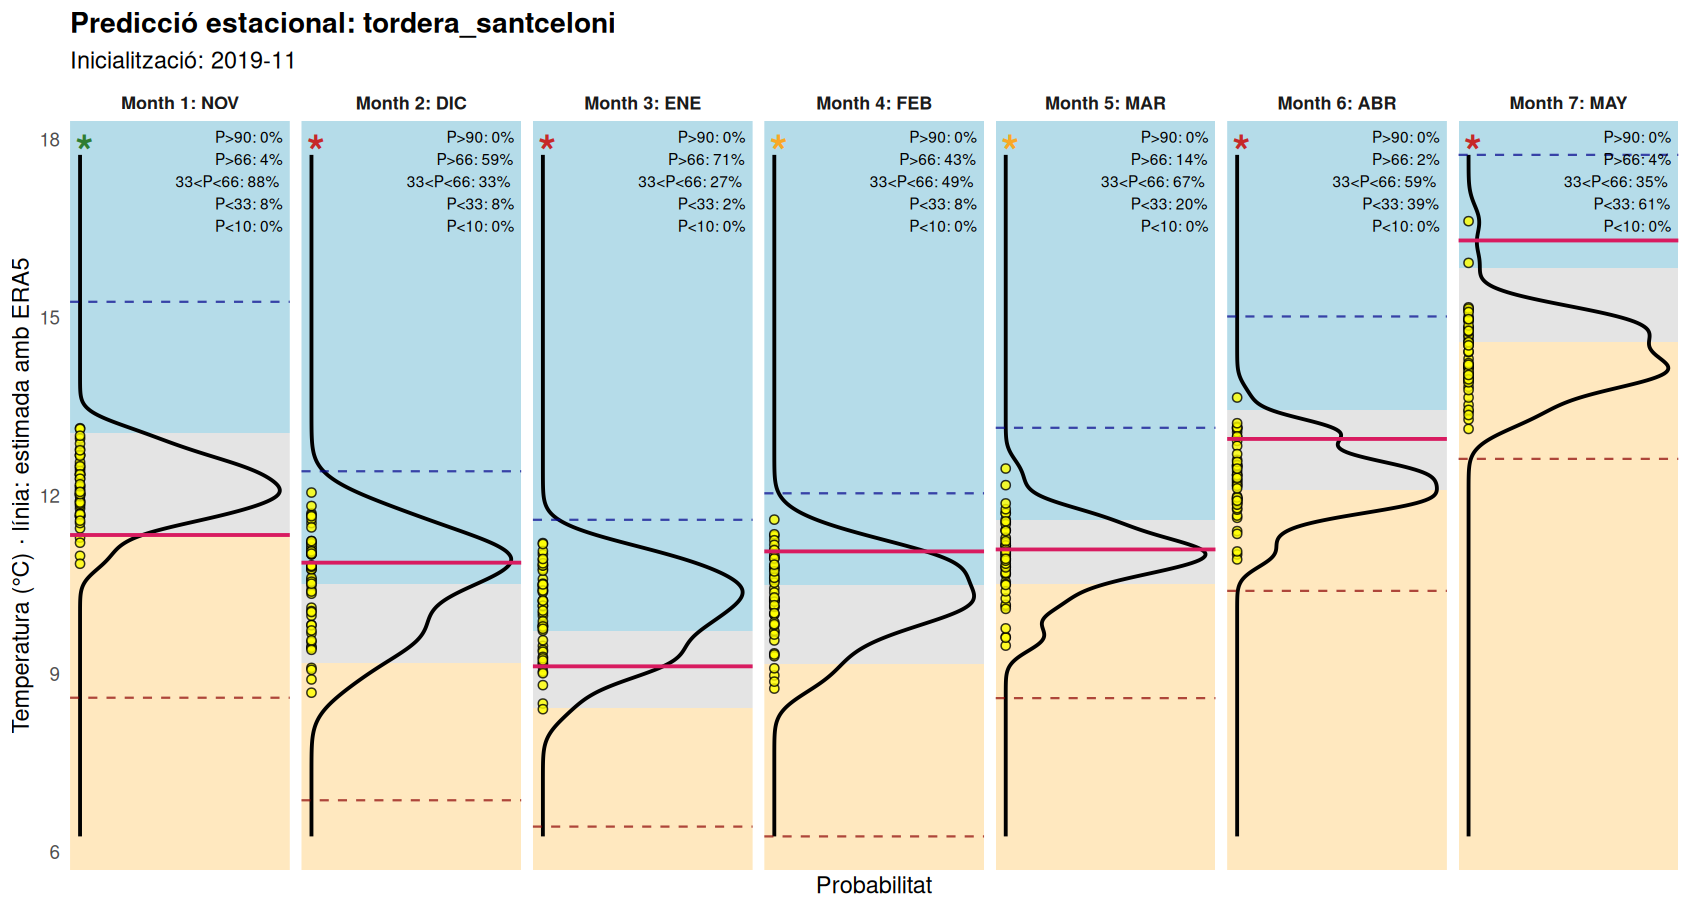 Predicció estacional: tordera_santceloni
Inicialització: 2019-11
Month 1: NOV
Month 2: DIC
Month 3: ENE
Month 4: FEB
Month 5: MAR
Month 6: ABR
Month 7: MAY
*
P>90: 0%
P>66: 4%
33<P<66: 88%
P<33: 8%
P<10: 0%
*
P>90: 0%
P>66: 59%
33<P<66: 33%
P<33: 8%
P<10: 0%
*
P>90: 0%
P>66: 71%
33<P<66: 27%
P<33: 2%
P<10: 0%
*
P>90: 0%
P>66: 43%
33<P<66: 49%
P<33: 8%
P<10: 0%
*
P>90: 0%
P>66: 14%
33<P<66: 67%
P<33: 20%
P<10: 0%
*
P>90: 0%
P>66: 2%
33<P<66: 59%
P<33: 39%
P<10: 0%
*
P>90: 0%
P>66: 4%
33<P<66: 35%
P<33: 61%
P<10: 0%
18
15
12
9
6
Temperatura (°C) · línia: estimada amb ERA5
Probabilitat